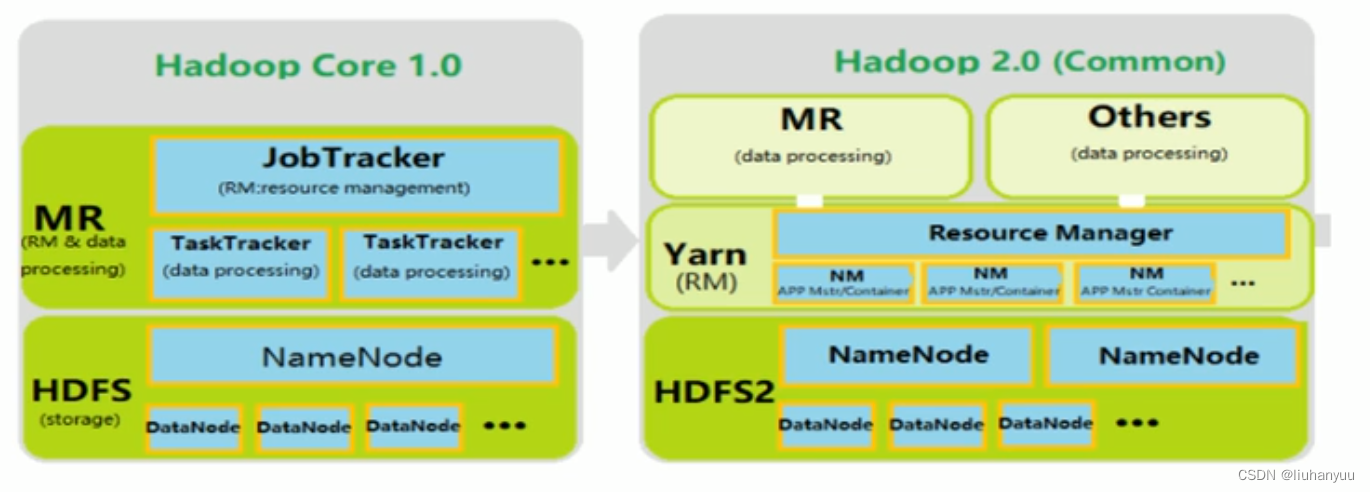 Hadoop Core 1.0
MR
(RM & data
processing)
JobTracker
(RM:resource management)
TaskTracker
(data processing)
TaskTracker
(data processing)
•••
HDFS
(storage)
NameNode
DataNode
DataNode
DataNode
•••
Hadoop 2.0 (Common)
MR
(data processing)
Others
(data processing)
Yarn
(RM)
Resource Manager
NM
APP Mstr/Container
NM
APP Mstr/Container
NM
APP Mstr Container
...
HDFS2
NameNode
NameNode
DataNode
DataNode
DataNode
•••
CSDN @liuhanyuu